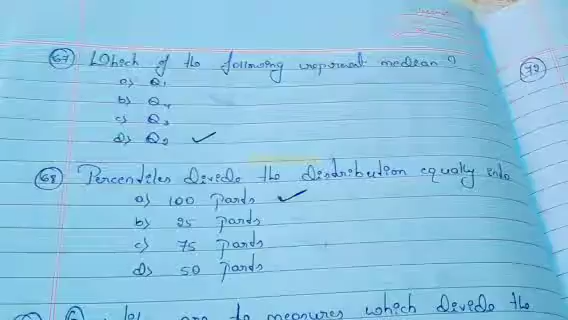 67 Which of the following represent median?
a) Q1
b) Q4
c) Q3
d) Q2 ✓
72
68 Percentiles divide the distribution equally into
a) 100 parts ✓
b) 25 parts
c) 75 parts
d) 50 parts
are to measures which divide the